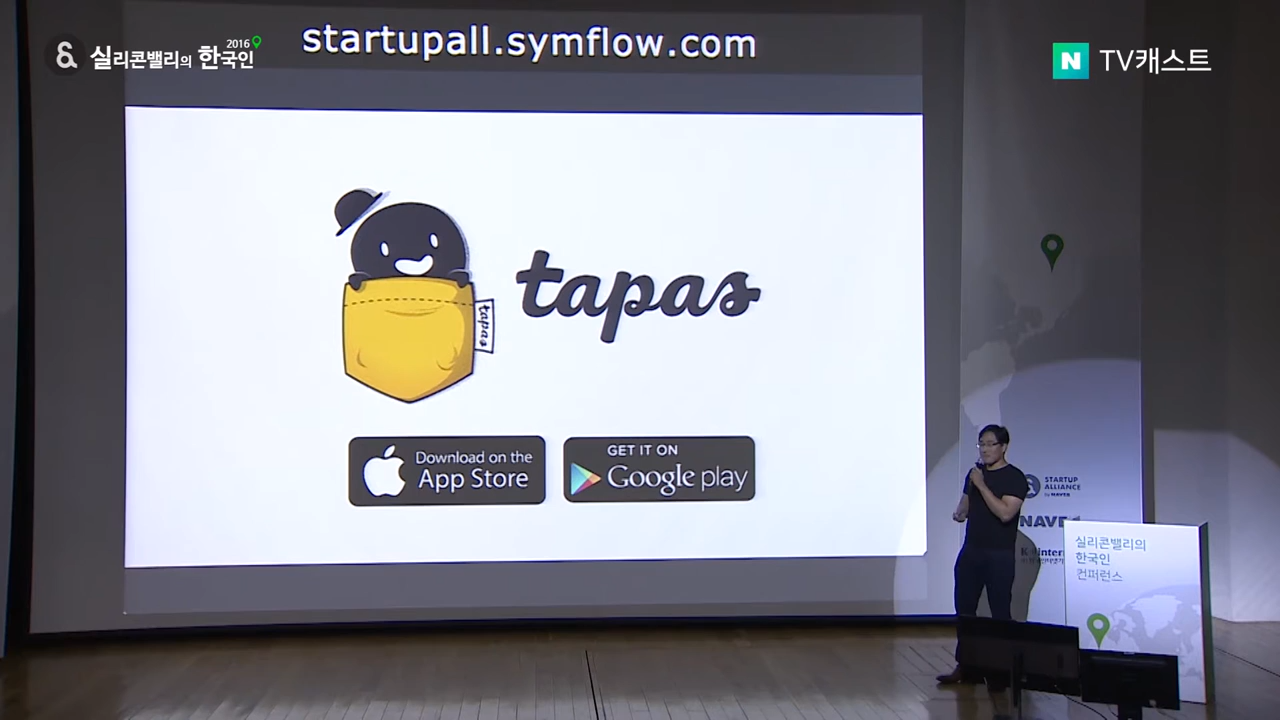 startupall.symflow.com
&
2016
실리콘밸리의 한국인
N TV캐스트
tapas
tapas
Download on the
App Store
GET IT ON
Google play
STARTUP
ALLIANCE
by NAVER
실리콘밸리의
한국인
컨퍼런스